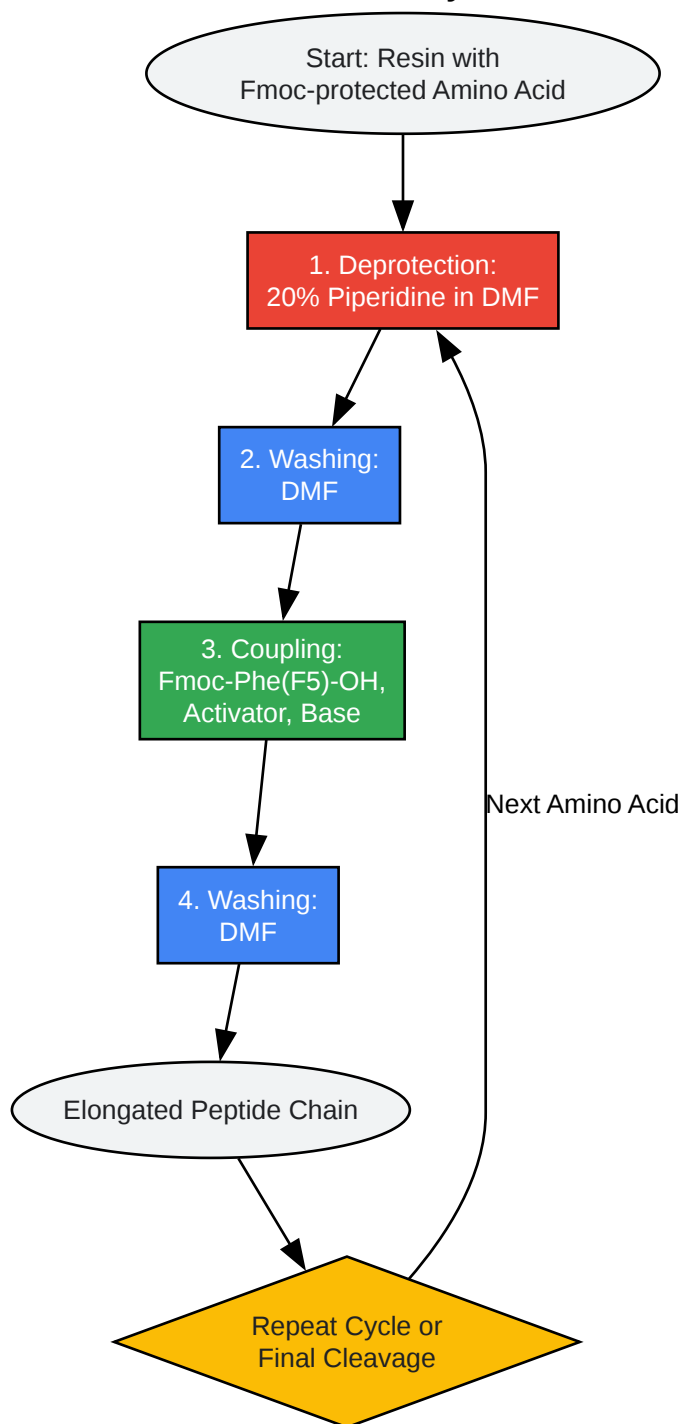 Start: Resin with
Fmoc-protected Amino Acid
1. Deprotection:
20% Piperidine in DMF
2. Washing:
DMF
3. Coupling:
Fmoc-Phe(F5)-OH,
Activator, Base
Next Amino Acid
4. Washing:
DMF
Elongated Peptide Chain
Repeat Cycle or
Final Cleavage